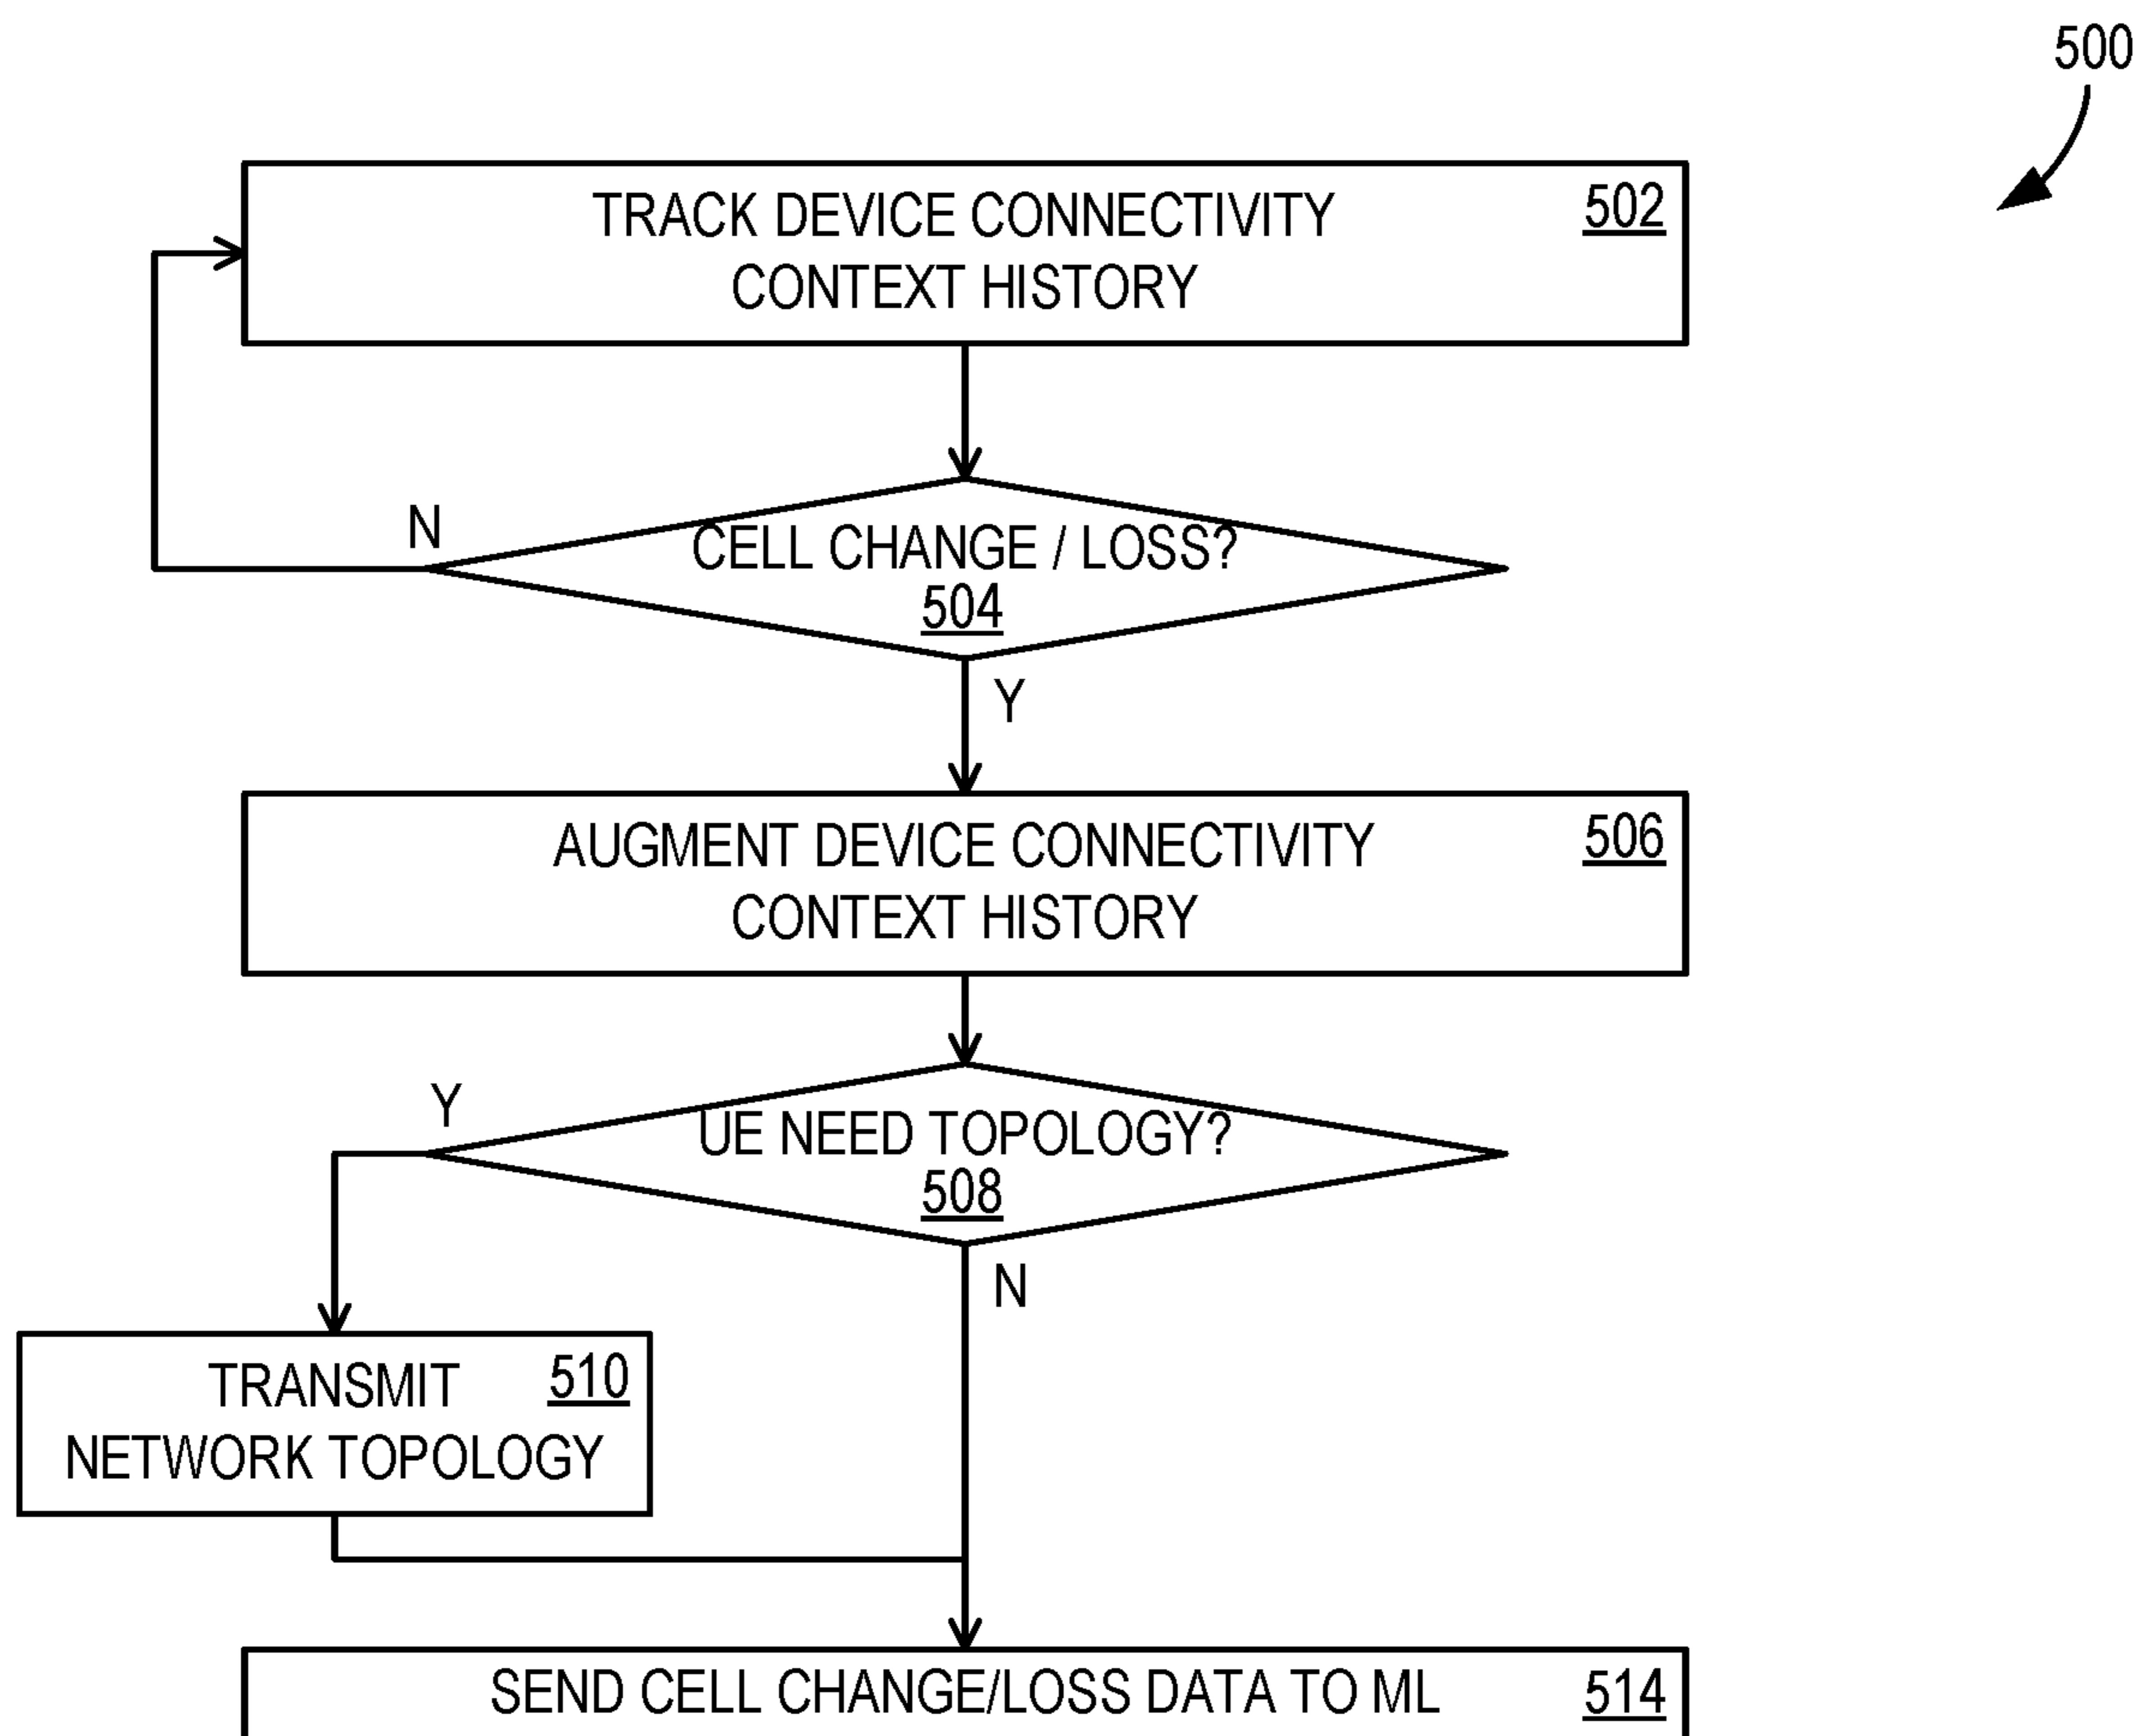 500
TRACK DEVICE CONNECTIVITY 502
CONTEXT HISTORY
N
CELL CHANGE / LOSS?
504
Y
AUGMENT DEVICE CONNECTIVITY 506
CONTEXT HISTORY
Y
UE NEED TOPOLOGY?
508
N
TRANSMIT 510
NETWORK TOPOLOGY
SEND CELL CHANGE/LOSS DATA TO ML 514